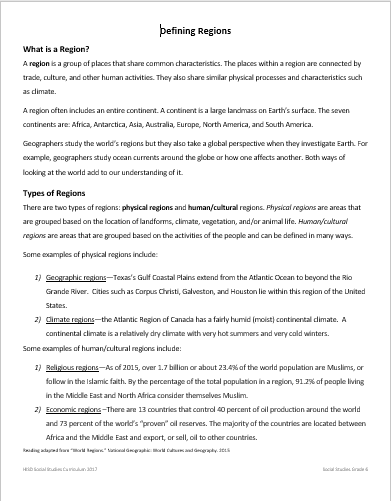 Defining Regions
What is a Region?
A region is a group of places that share common characteristics. The places within a region are connected by
trade, culture, and other human activities. They also share similar physical processes and characteristics such
as climate.
A region often includes an entire continent. A continent is a large landmass on Earth's surface. The seven
continents are: Africa, Antarctica, Asia, Australia, Europe, North America, and South America.
Geographers study the world's regions but they also take a global perspective when they investigate Earth. For
example, geographers study ocean currents around the globe or how one affects another. Both ways of
looking at the world add to our understanding of it.
Types of Regions
There are two types of regions: physical regions and human/cultural regions. Physical regions are areas that
are grouped based on the location of landforms, climate, vegetation, and/or animal life. Human/cultural
regions are areas that are grouped based on the activities of the people and can be defined in many ways.
Some examples of physical regions include:
1) Geographic regions—Texas's Gulf Coastal Plains extend from the Atlantic Ocean to beyond the Rio
Grande River. Cities such as Corpus Christi, Galveston, and Houston lie within this region of the United
States.
2) Climate regions—the Atlantic Region of Canada has a fairly humid (moist) continental climate. A
continental climate is a relatively dry climate with very hot summers and very cold winters.
Some examples of human/cultural regions include:
1) Religious regions—As of 2015, over 1.7 billion or about 23.4% of the world population are Muslims, or
follow in the Islamic faith. By the percentage of the total population in a region, 91.2% of people living
in the Middle East and North Africa consider themselves Muslim.
2) Economic regions –There are 13 countries that control 40 percent of oil production around the world
and 73 percent of the world's "proven" oil reserves. The majority of the countries are located between
Africa and the Middle East and export, or sell, oil to other countries.
Reading adapted from "World Regions." National Geographic: World Cultures and Geography. 2013
HISD Social Studies Curriculum 2017
Social Studies Grade 6